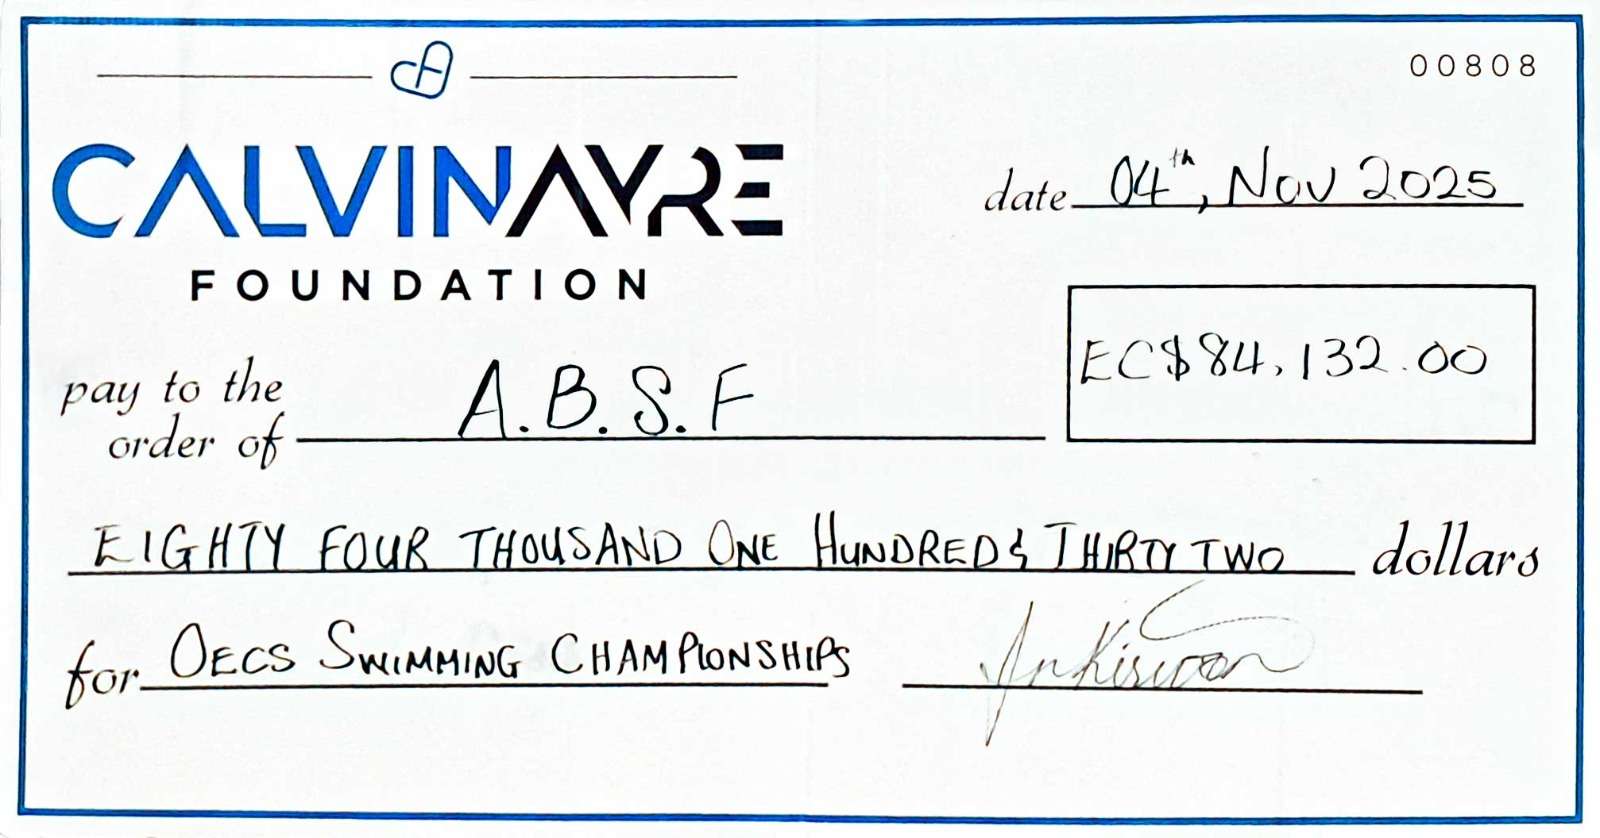 00808
CALVINAYRE
FOUNDATION
date 04th, Nov 2025
EC$84,132.00
pay to the
order of A.B.S.F
EIGHTY FOUR THOUSAND ONE HUNDRED & THIRTY TWO dollars
for OECS SWIMMING CHAMPIONSHIPS